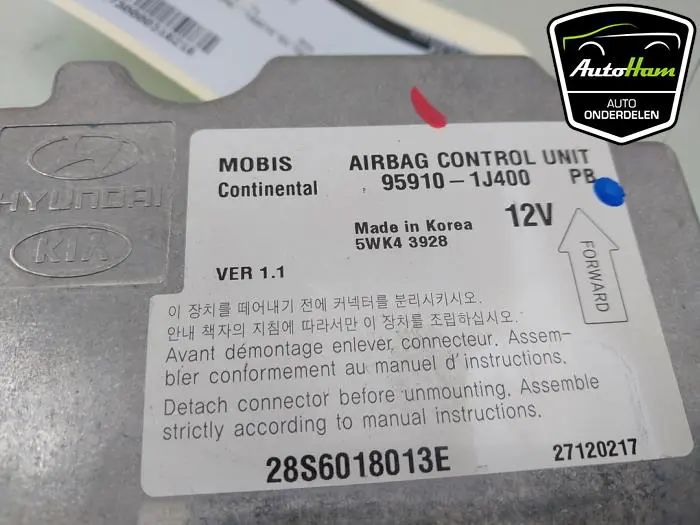 AutoHam
AUTO
ONDERDELEN
HYUNDAI
KIA
MOBIS AIRBAG CONTROL UNIT
Continental 95910-1J400 PB
Made in Korea 12V
5WK4 3928
VER 1.1
FORWARD
이 장치를 떼어내기 전에 커넥터를 분리시키시오.
안내 책자의 지침에 따라서만 이 장치를 조립하십시오.
Avant démontage enlever connecteur. Assem-
bler conformement au manuel d'instructions.
Detach connector before unmounting. Assemble
strictly according to manual instructions.
28S6018013E 27120217